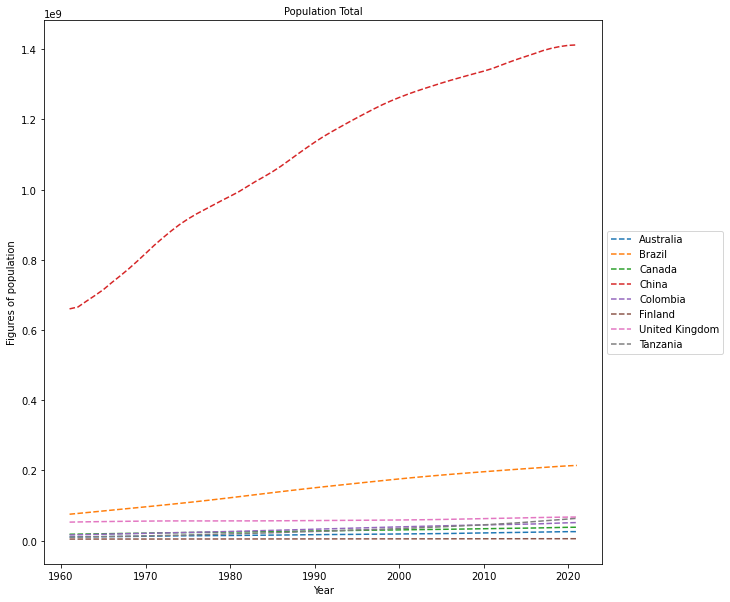 Population Total
1e9
1.4
1.2
1.0
0.8
0.6
0.4
0.2
0.0
Figures of population
1960 1970 1980 1990 2000 2010 2020
Year
Australia
Brazil
Canada
China
Colombia
Finland
United Kingdom
Tanzania